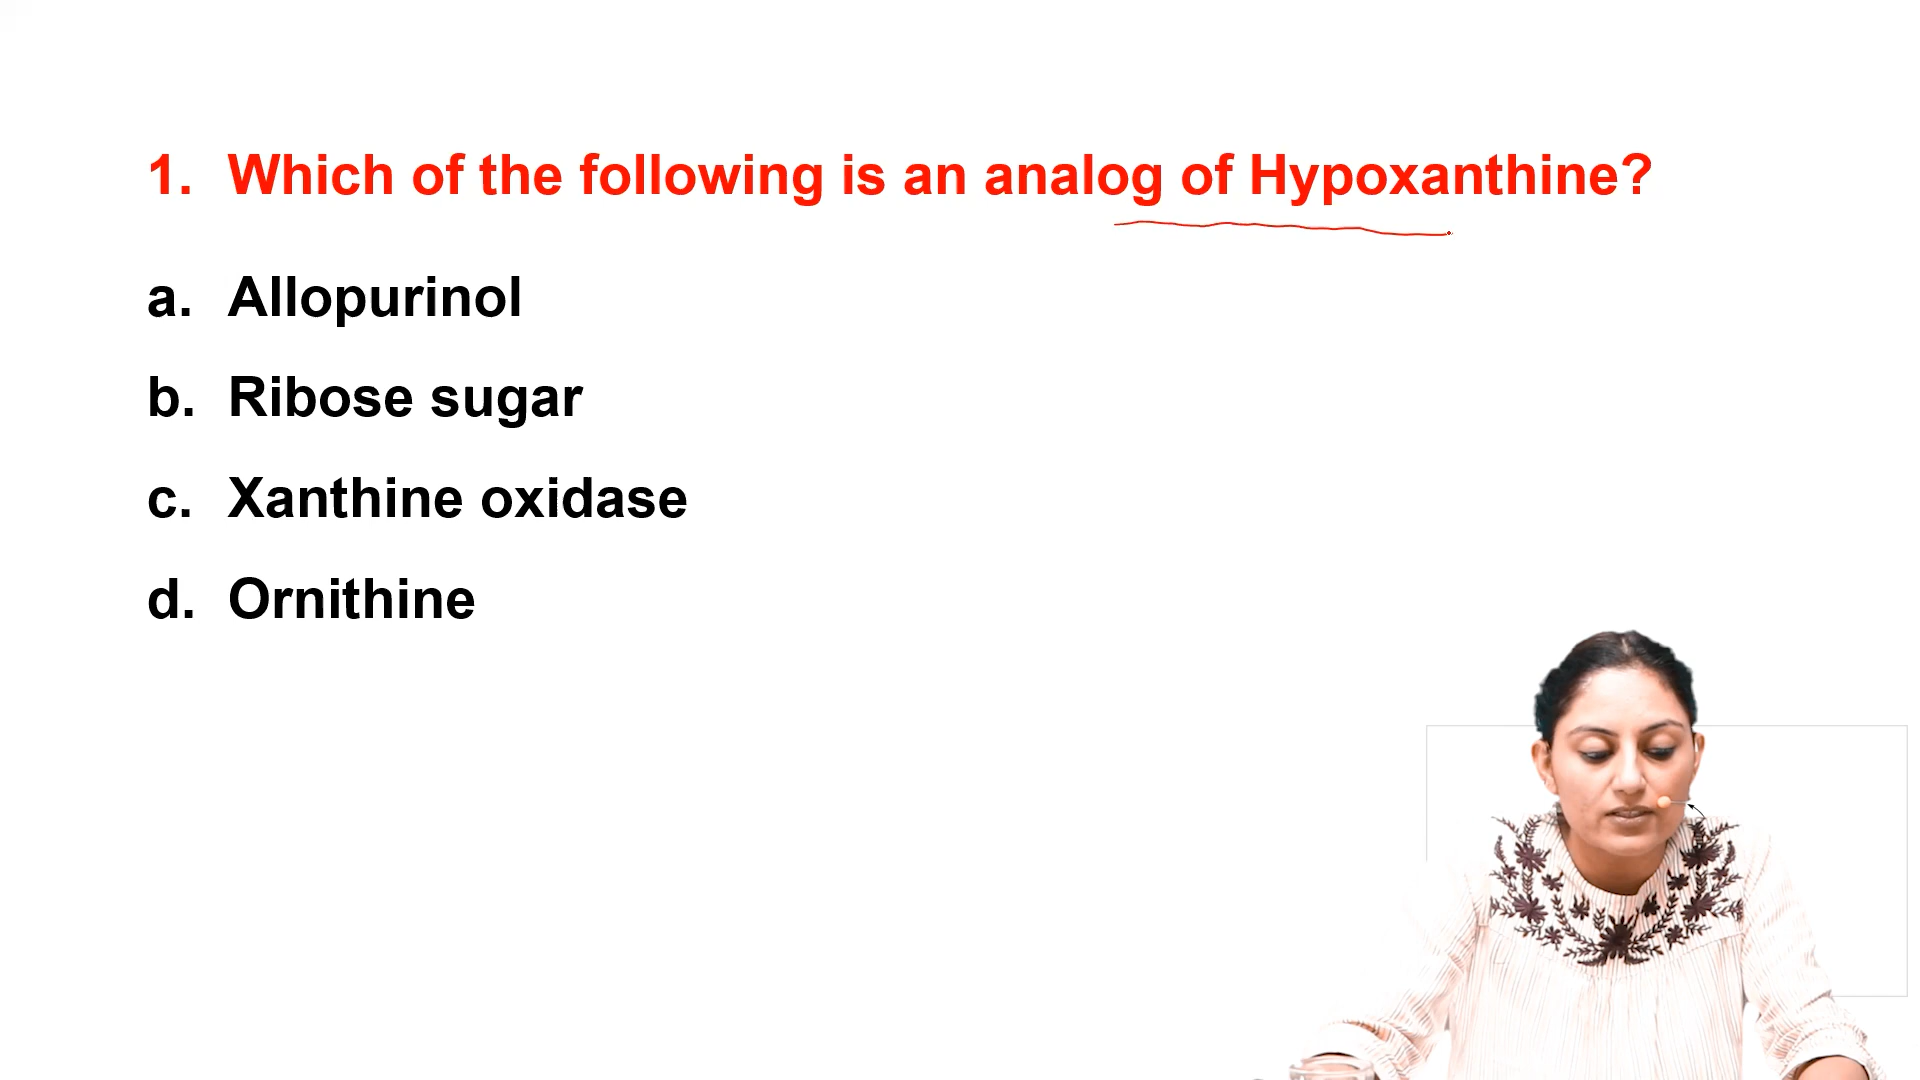 1. Which of the following is an analog of Hypoxanthine?
a. Allopurinol
b. Ribose sugar
c. Xanthine oxidase
d. Ornithine